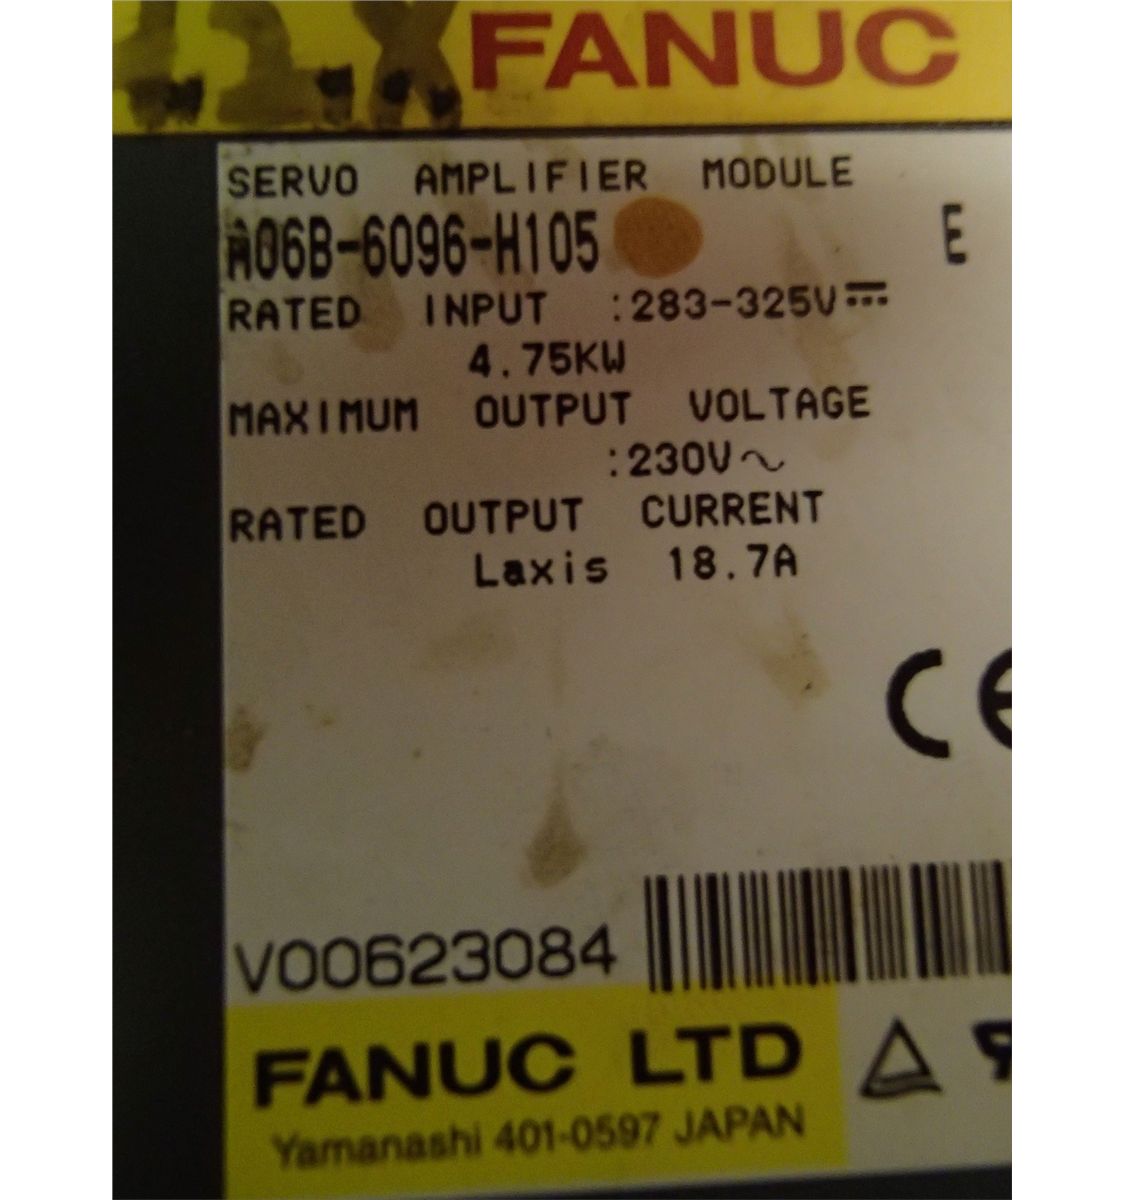 FANUC
SERVO AMPLIFIER MODULE
A06B-6096-H105 E
RATED INPUT :283-325V⎓
4.75KW
MAXIMUM OUTPUT VOLTAGE
:230V～
RATED OUTPUT CURRENT
Laxis 18.7A
CE
V00623084
FANUC LTD
Yamanashi 401-0597 JAPAN